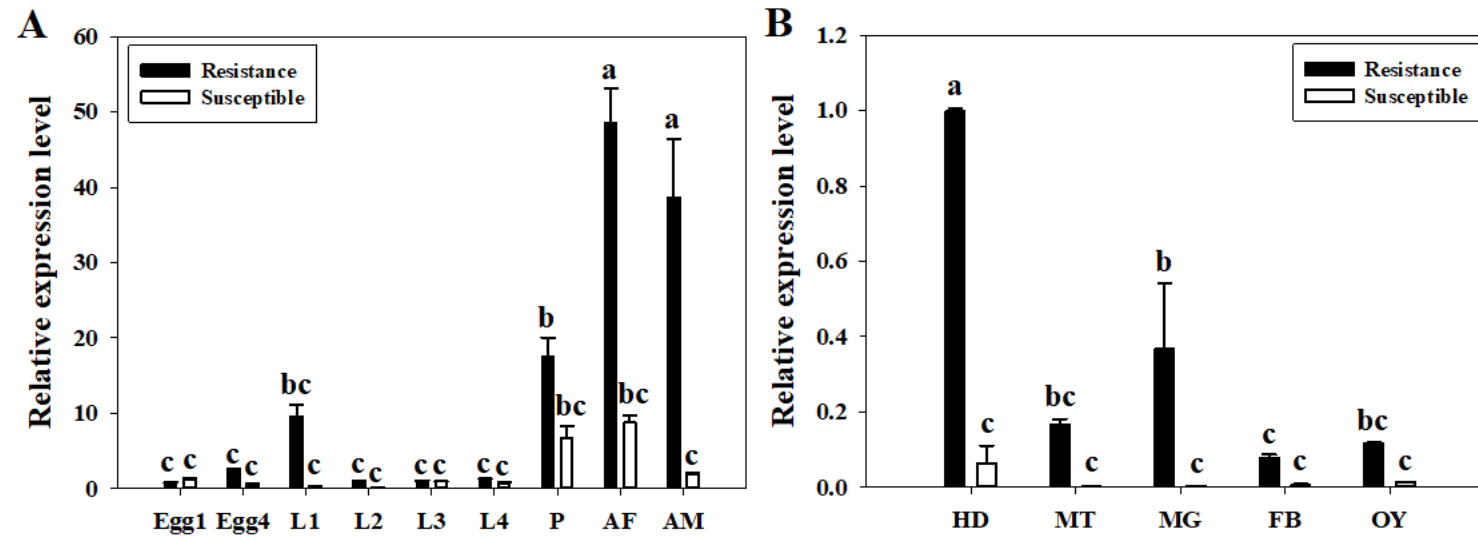 A
Relative expression level
60
50
40
30
20
10
0
Resistance
Susceptible
c c c c bc c c c c c c c b bc a bc a c
Egg1 Egg4 L1 L2 L3 L4 P AF AM
B
Relative expression level
1.2
1.0
0.8
0.6
0.4
0.2
0.0
Resistance
Susceptible
a c bc c b c c c bc c
HD MT MG FB OY